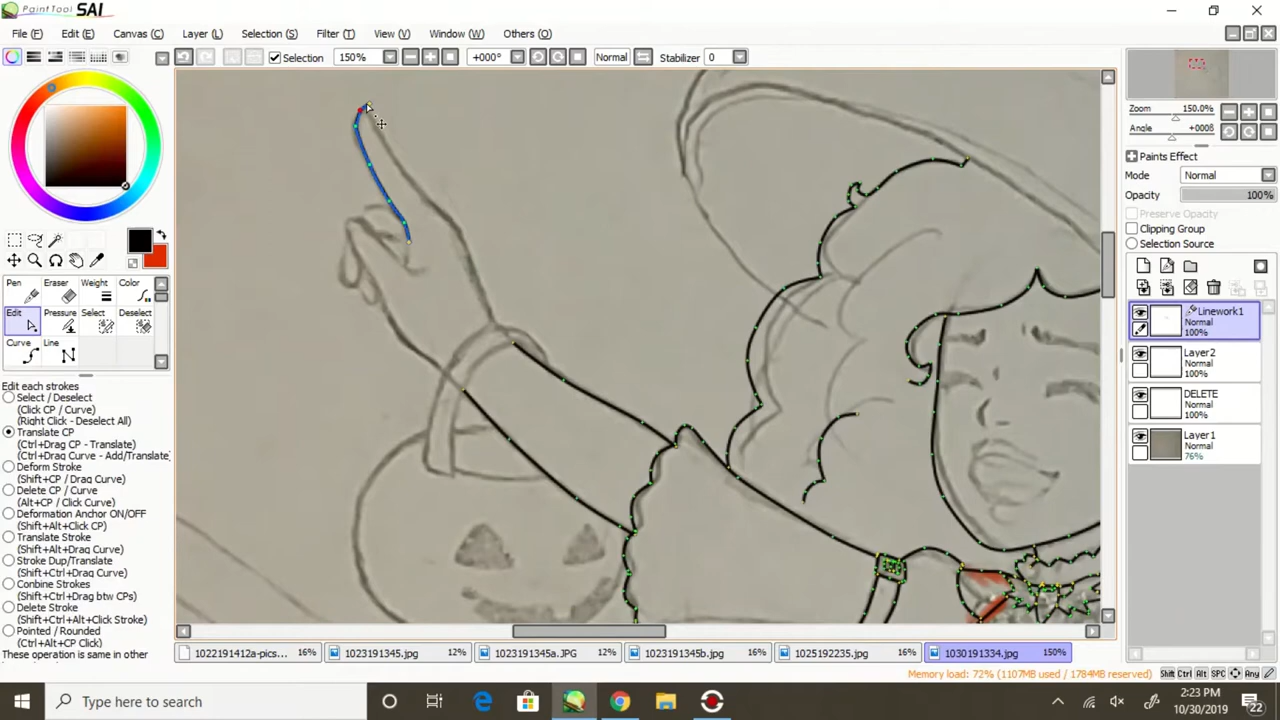 PaintTool SAI
File (F) Edit (E) Canvas (C) Layer (L) Selection (S) Filter (T) View (V) Window (W) Others (O)
Selection 150% +000° Normal Stabilizer 0
Zoom 150.0%
Angle +000ß
Paints Effect
Mode Normal
Opacity 100%
Preserve Opacity
Clipping Group
Selection Source
Pen Eraser Weight Color
Edit Pressure Select Deselect
Curve Line
Linework1
Normal
100%
Layer2
Normal
100%
DELETE
Normal
100%
Layer1
Normal
76%
Edit each strokes
Select / Deselect
(Click CP / Curve)
(Right Click - Deselect All)
Translate CP
(Ctrl+Drag CP - Translate)
(Ctrl+Drag Curve - Add/Translate
Deform Stroke
(Shift+CP / Drag Curve)
Delete CP / Curve
(Alt+CP / Click Curve)
Deformation Anchor ON/OFF
(Shift+Alt+Click CP)
Translate Stroke
(Shift+Alt+Drag Curve)
Stroke Dup/Translate
(Shift+Ctrl+Drag Curve)
Combine Strokes
(Shift+Ctrl+Drag btw CPs)
Delete Stroke
(Shift+Ctrl+Alt+Click Stroke)
Pointed / Rounded
(Ctrl+Alt+CP Click)
These operation is same in other
1022191412a-pics... 16% 1023191345.jpg 12% 1023191345a.JPG 12% 1023191345b.jpg 16% 1025192235.jpg 16% 1030191334.jpg 150%
Memory load: 72% (1107MB used / 1784MB reserved) Shift Ctrl Alt SPC Any
Type here to search
2:23 PM
10/30/2019
22